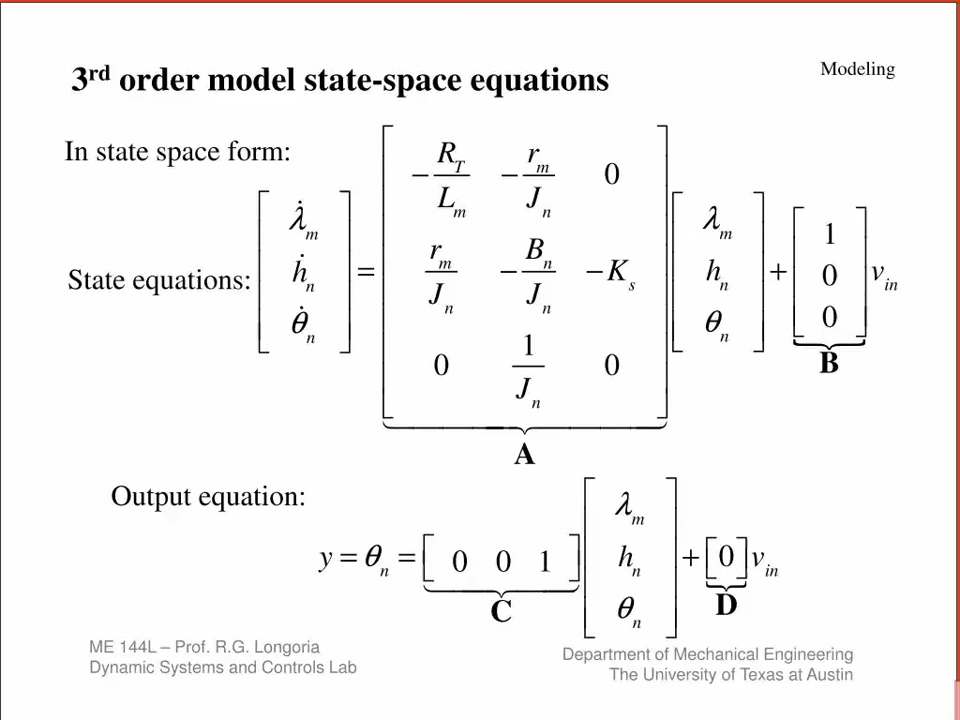 3rd order model state-space equations
Modeling
In state space form:
State equations: [λ̇m ḣn θ̇n] = [−RT/Lm −rm/Jn 0; rm/Jn −Bn/Jn −Ks; 0 1/Jn 0] [λm hn θn] + [1 0 0] vin
B
A
Output equation:
y = θn = [0 0 1] [λm hn θn] + [0] vin
C D
ME 144L – Prof. R.G. Longoria
Dynamic Systems and Controls Lab
Department of Mechanical Engineering
The University of Texas at Austin